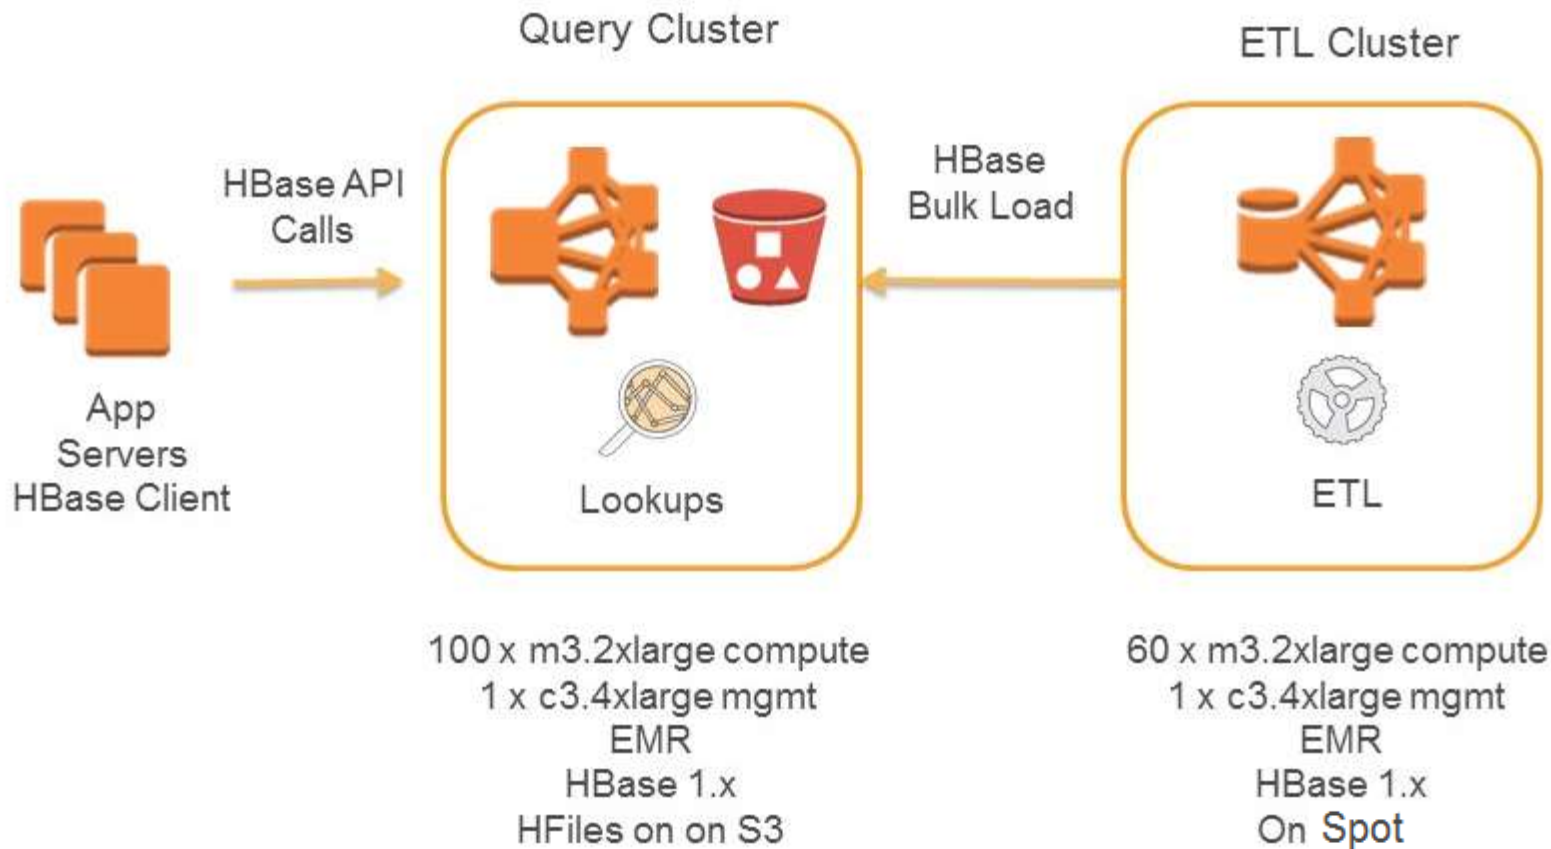 Query Cluster
ETL Cluster
HBase API
Calls
HBase
Bulk Load
App
Servers
HBase Client
Lookups
ETL
100 x m3.2xlarge compute
1 x c3.4xlarge mgmt
EMR
HBase 1.x
HFiles on on S3
60 x m3.2xlarge compute
1 x c3.4xlarge mgmt
EMR
HBase 1.x
On Spot